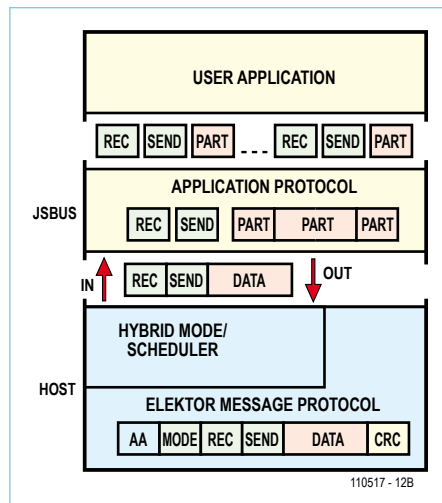 USER APPLICATION
REC SEND PART - - - REC SEND PART
APPLICATION PROTOCOL
JSBUS
REC SEND PART PART PART
IN REC SEND DATA OUT
HYBRID MODE/
SCHEDULER
HOST
ELEKTOR MESSAGE PROTOCOL
AA MODE REC SEND DATA CRC
110517 - 12B